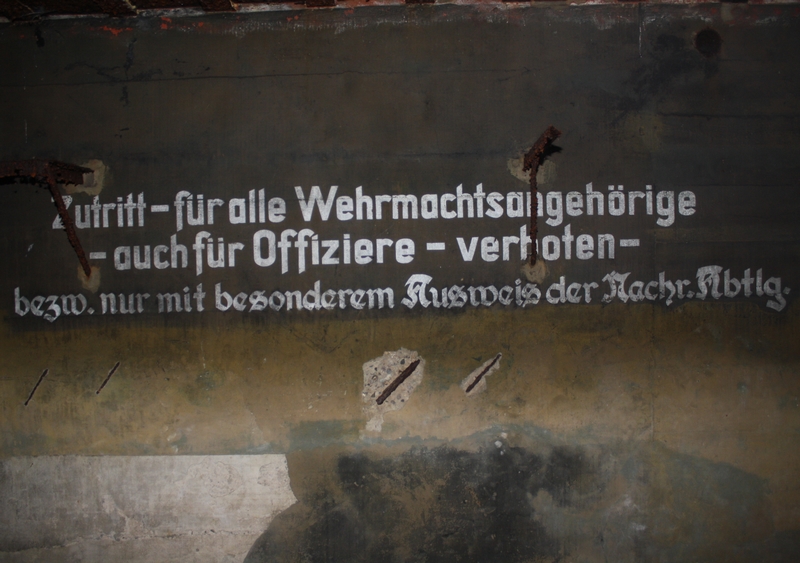 Zutritt - für alle Wehrmachtsangehörige
- auch für Offiziere - verboten -
bezw. nur mit besonderem Ausweis der Nachr. Abtlg.